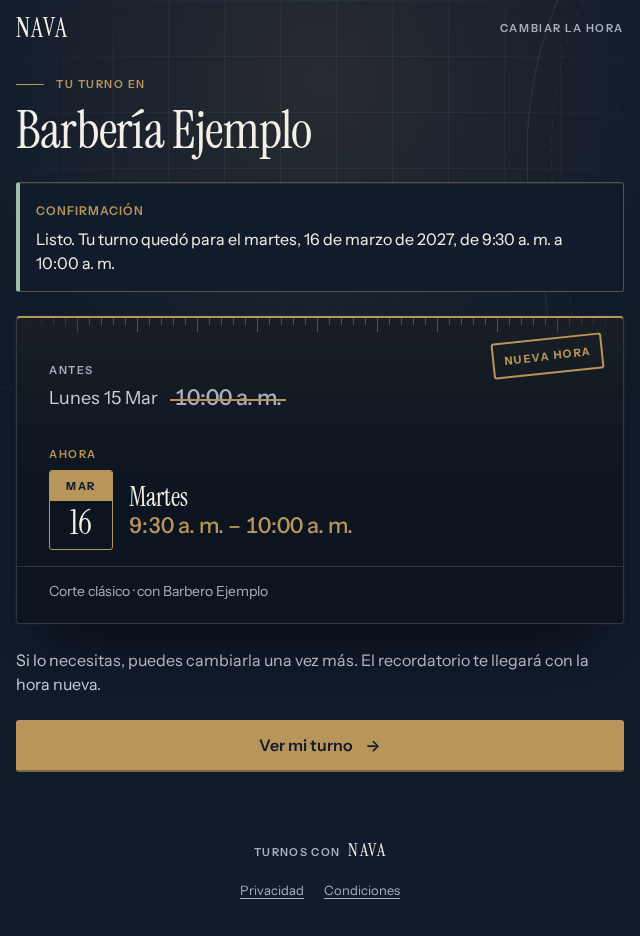 NAVA
CAMBIAR LA HORA
TU TURNO EN
Barbería Ejemplo
CONFIRMACIÓN
Listo. Tu turno quedó para el martes, 16 de marzo de 2027, de 9:30 a. m. a
10:00 a. m.
NUEVA HORA
ANTES
Lunes 15 Mar 10:00 a. m.
AHORA
MAR
16
Martes
9:30 a. m. – 10:00 a. m.
Corte clásico · con Barbero Ejemplo
Si lo necesitas, puedes cambiarla una vez más. El recordatorio te llegará con la
hora nueva.
Ver mi turno →
TURNOS CON NAVA
Privacidad Condiciones